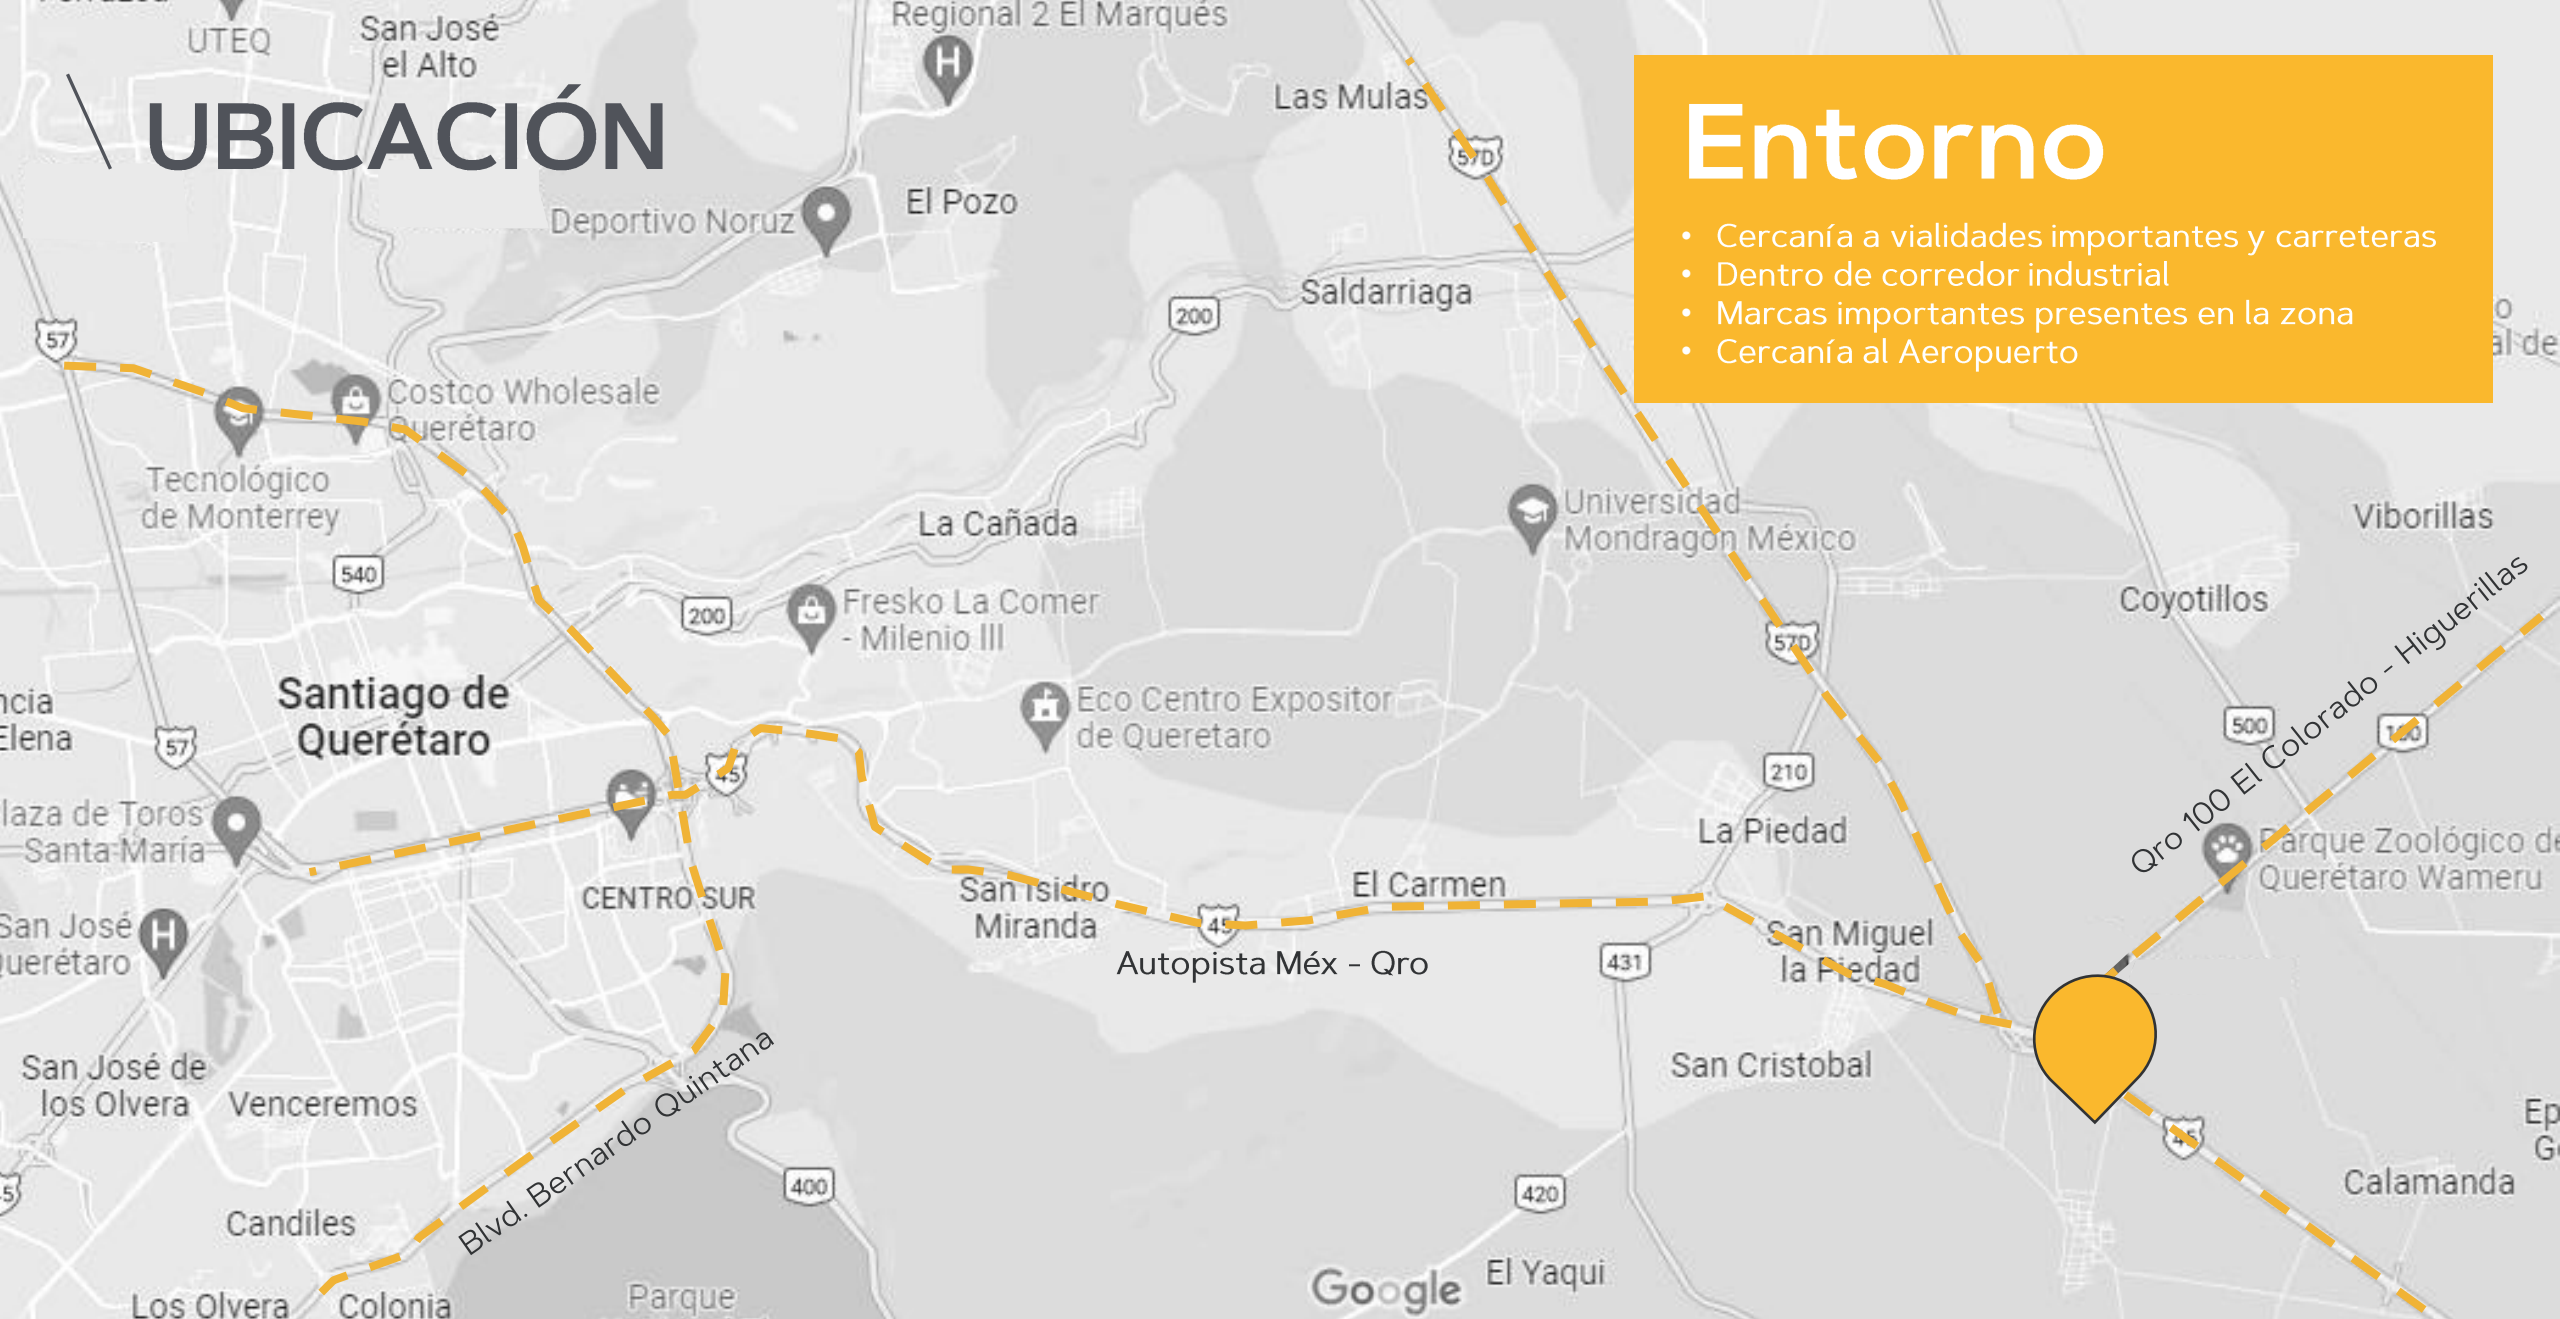 UTEQ
San José
el Alto
Regional 2 El Marqués
H
UBICACIÓN
Las Mulas
57D
Entorno
• Cercanía a vialidades importantes y carreteras
• Dentro de corredor industrial
• Marcas importantes presentes en la zona
• Cercanía al Aeropuerto
Deportivo Noruz
El Pozo
Saldarriaga
200
57
Costco Wholesale
Querétaro
Tecnológico
de Monterrey
540
La Cañada
Universidad
Mondragón México
Viborillas
Coyotillos
200
Fresko La Comer
- Milenio III
57D
Santiago de
Querétaro
Eco Centro Expositor
de Queretaro
Elena
57
45
210
500
100
Qro 100 El Colorado - Higuerillas
La Piedad
Plaza de Toros
Santa María
Parque Zoológico de
Querétaro Wameru
CENTRO SUR
San Isidro
Miranda
El Carmen
45
Autopista Méx - Qro
San Miguel
la Piedad
431
San José
Querétaro
H
San Cristobal
San José de
los Olvera
Venceremos
Blvd. Bernardo Quintana
45
400
420
Calamanda
Candiles
El Yaqui
Google
Los Olvera
Colonia
Parque